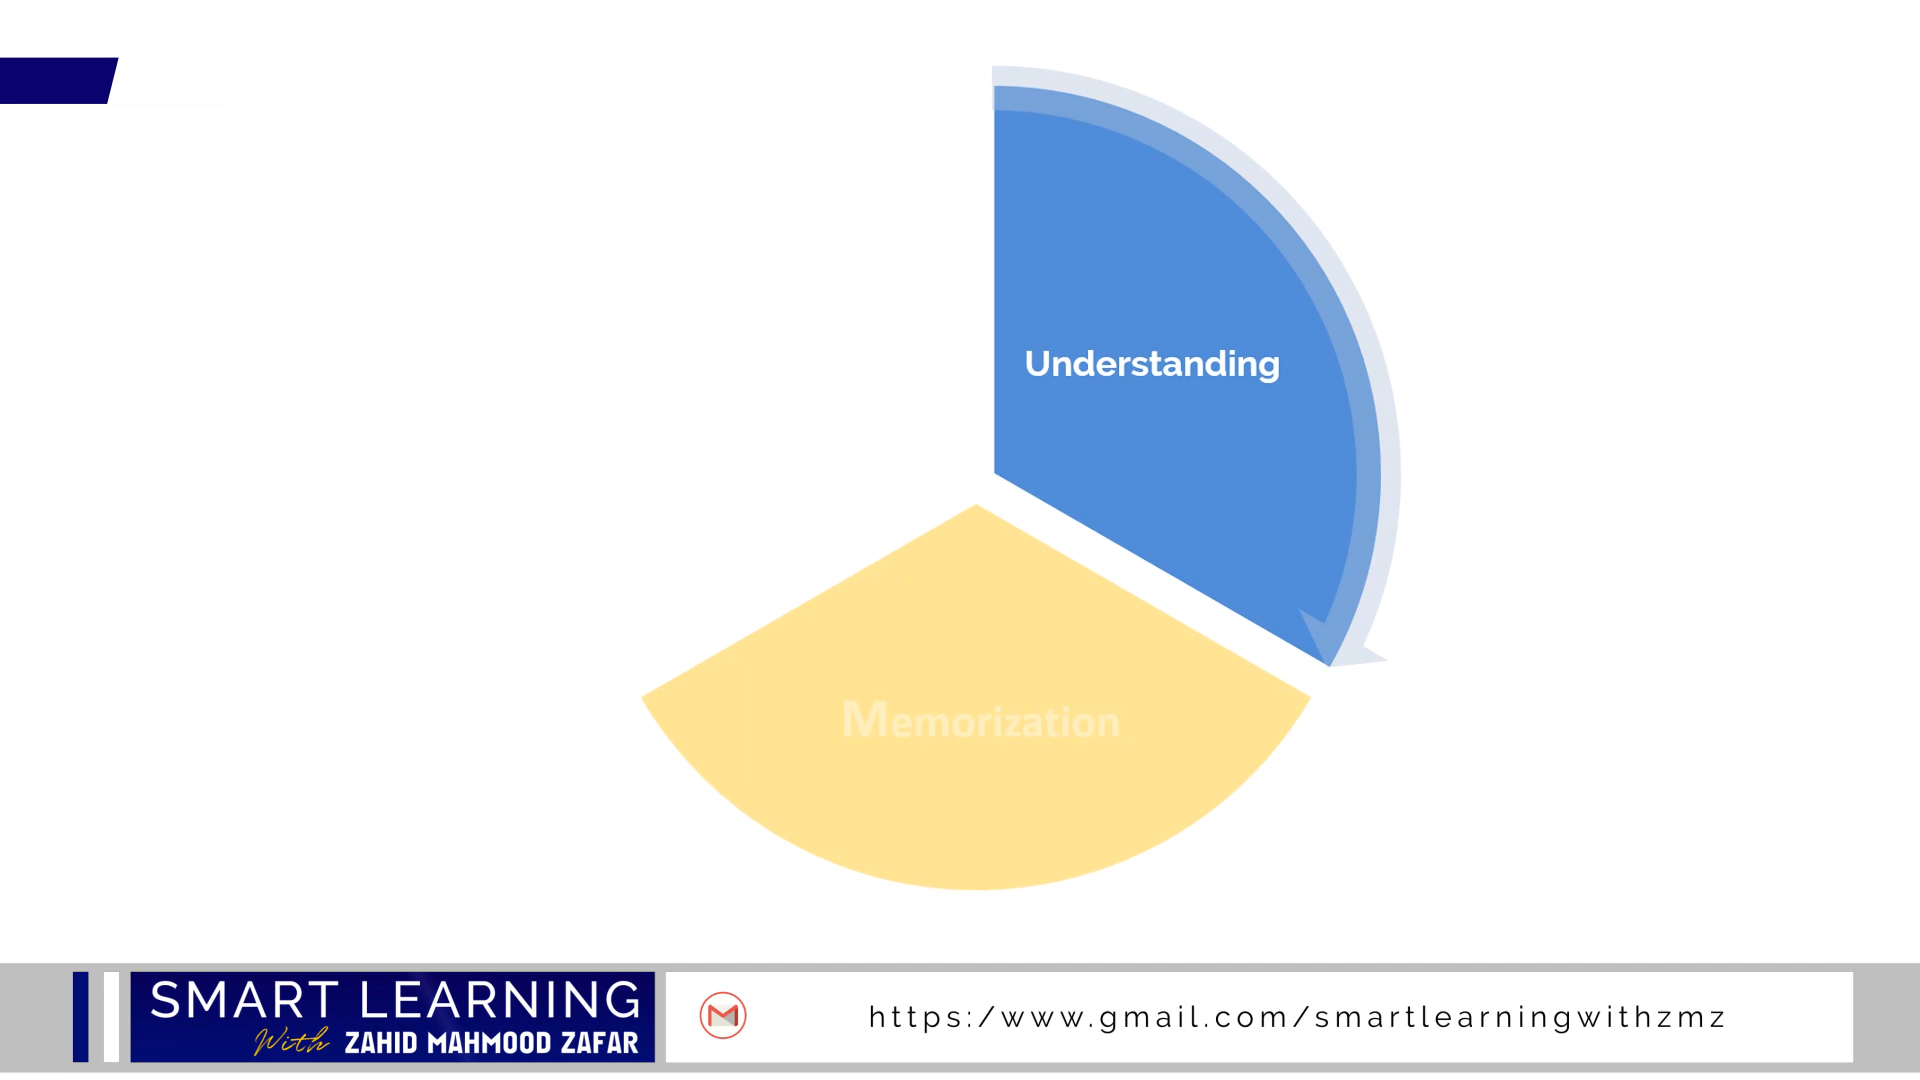 Understanding
Memorization
SMART LEARNING
With ZAHID MAHMOOD ZAFAR
https:/www.gmail.com/smartlearningwithzmz